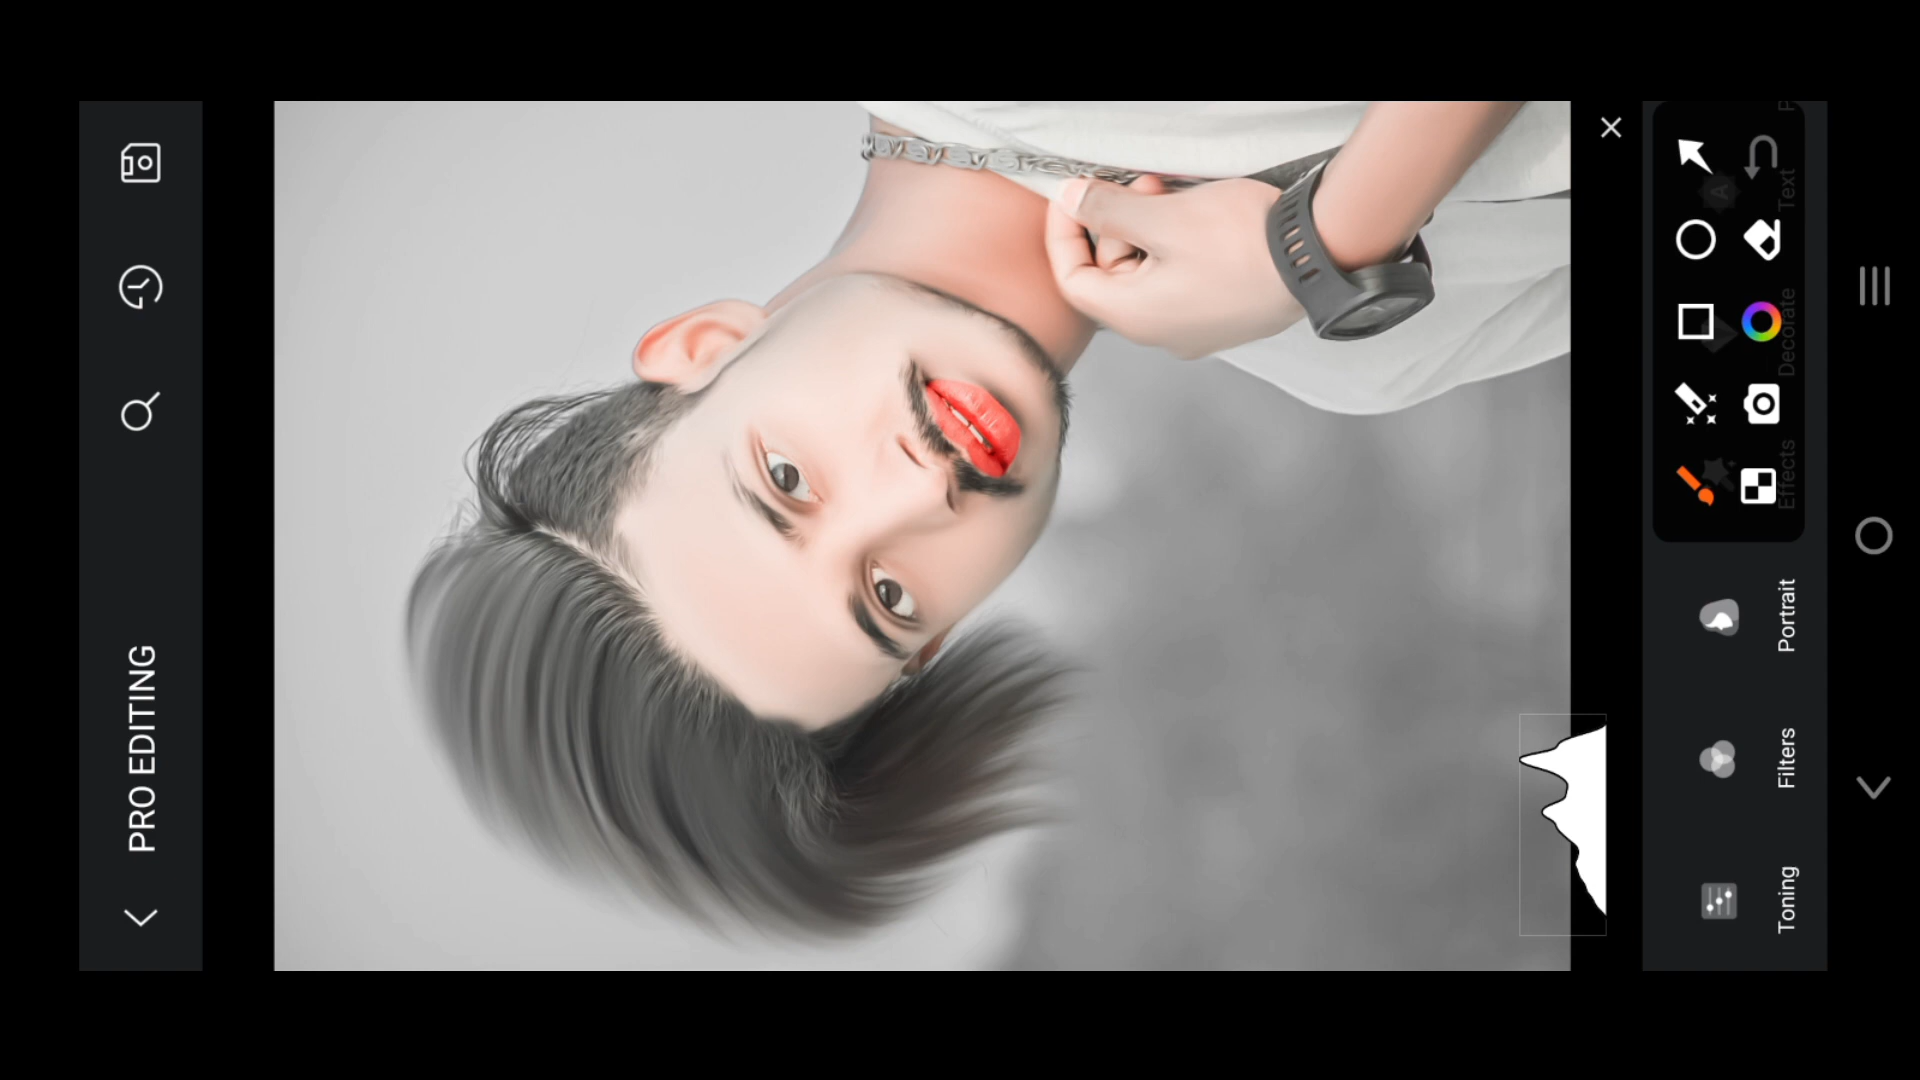 PRO EDITING
Toning
Filters
Portrait
Effects
Decorate
Text